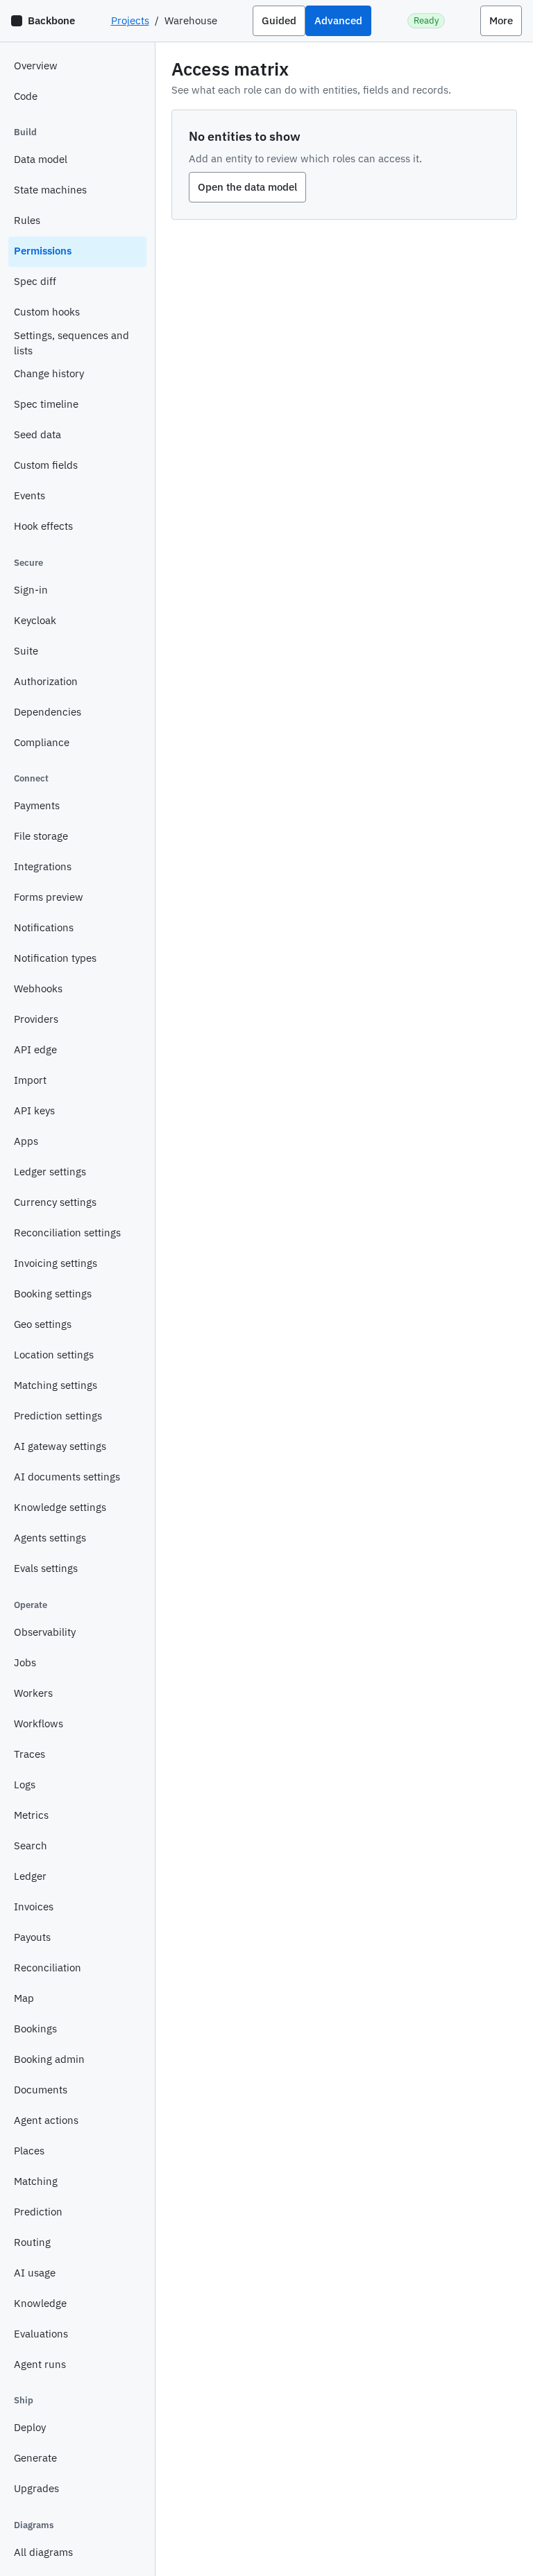 Backbone
Projects / Warehouse
Guided
Advanced
Ready
More
Overview
Code
Build
Data model
State machines
Rules
Permissions
Spec diff
Custom hooks
Settings, sequences and
lists
Change history
Spec timeline
Seed data
Custom fields
Events
Hook effects
Secure
Sign-in
Keycloak
Suite
Authorization
Dependencies
Compliance
Connect
Payments
File storage
Integrations
Forms preview
Notifications
Notification types
Webhooks
Providers
API edge
Import
API keys
Apps
Ledger settings
Currency settings
Reconciliation settings
Invoicing settings
Booking settings
Geo settings
Location settings
Matching settings
Prediction settings
AI gateway settings
AI documents settings
Knowledge settings
Agents settings
Evals settings
Operate
Observability
Jobs
Workers
Workflows
Traces
Logs
Metrics
Search
Ledger
Invoices
Payouts
Reconciliation
Map
Bookings
Booking admin
Documents
Agent actions
Places
Matching
Prediction
Routing
AI usage
Knowledge
Evaluations
Agent runs
Ship
Deploy
Generate
Upgrades
Diagrams
All diagrams
Access matrix
See what each role can do with entities, fields and records.
No entities to show
Add an entity to review which roles can access it.
Open the data model